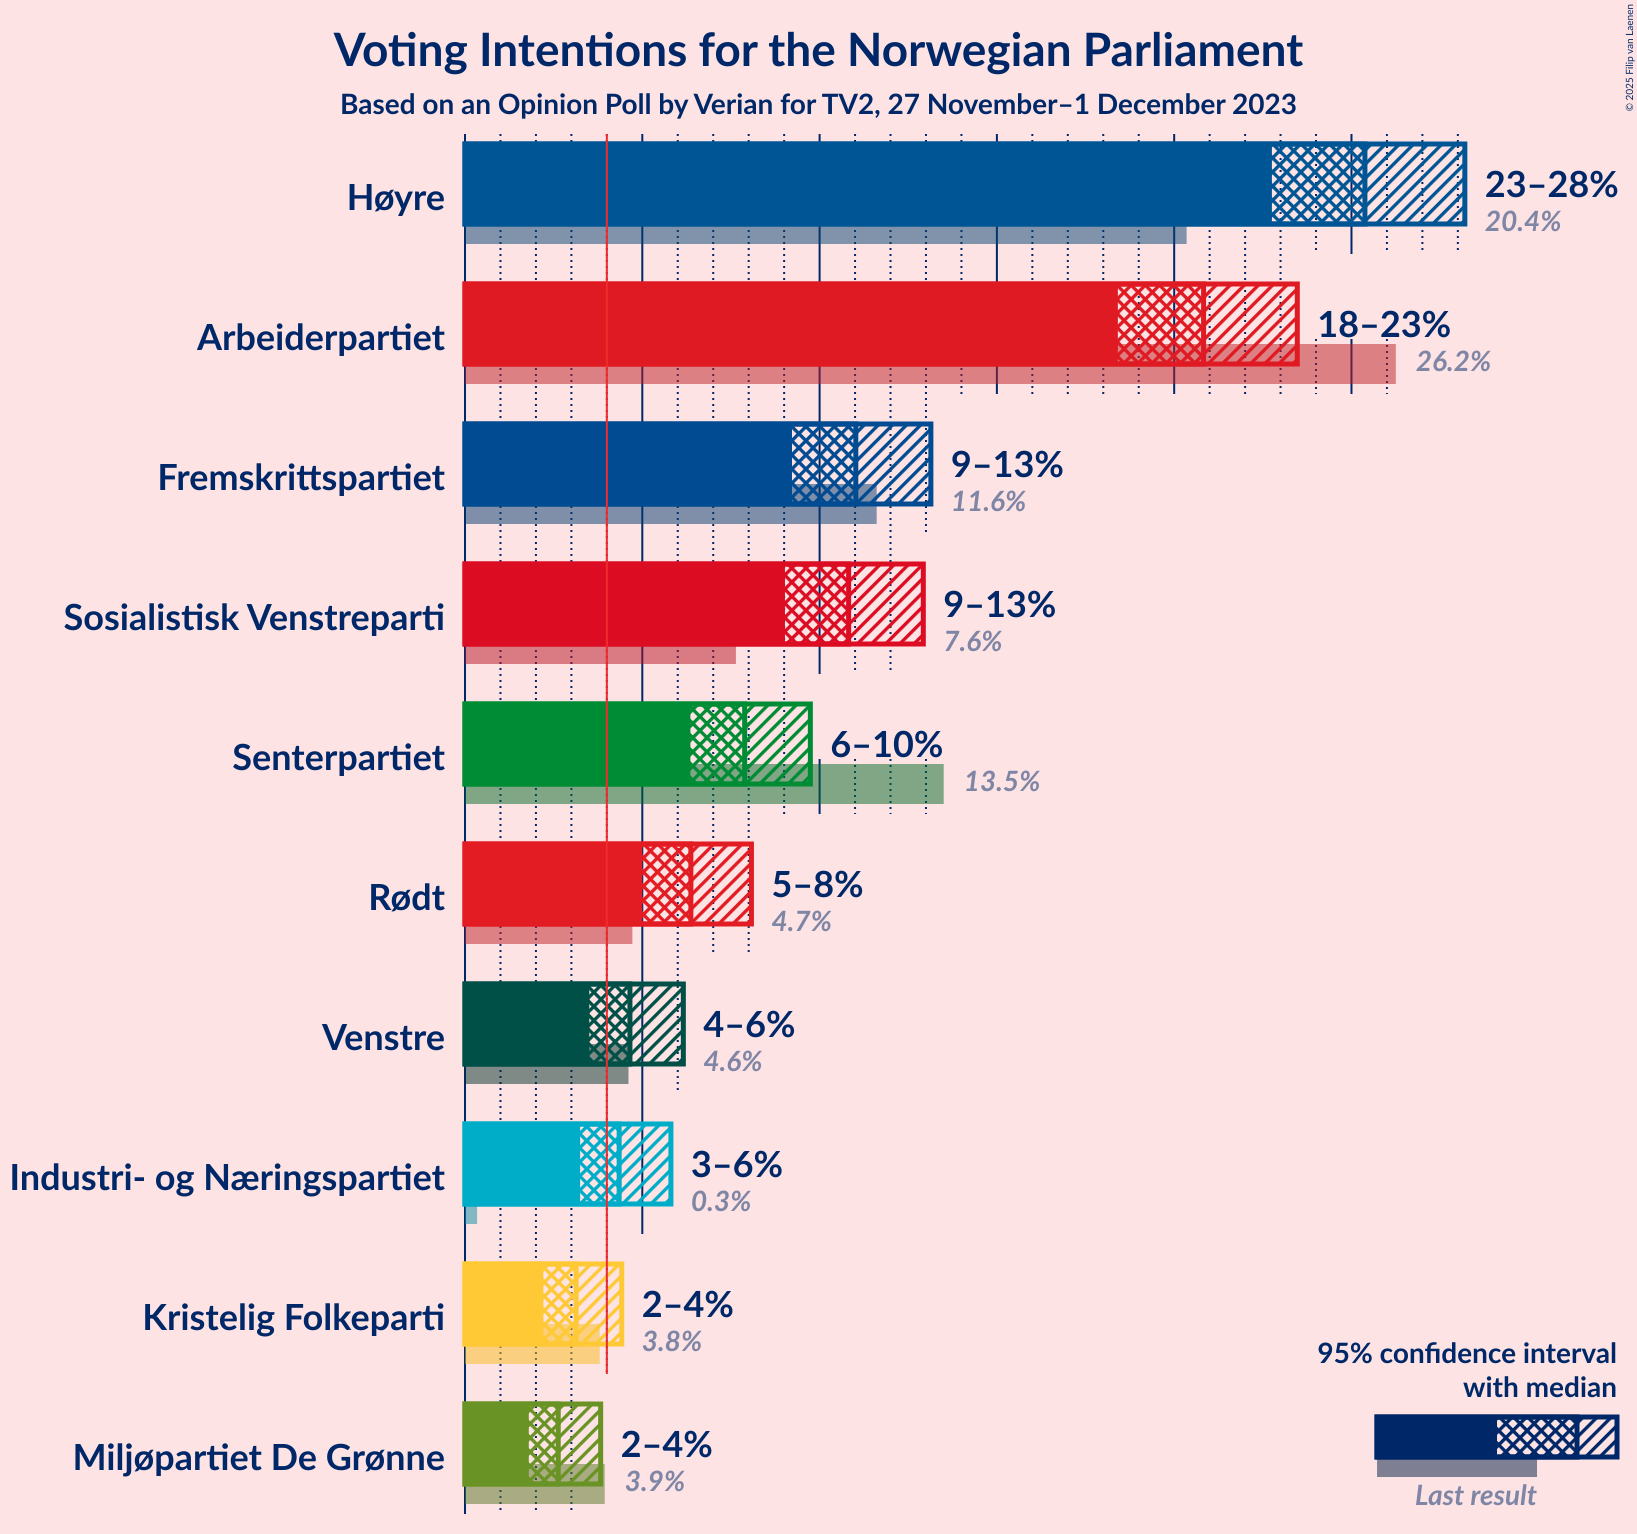 Voting Intentions for the Norwegian Parliament
Based on an Opinion Poll by Verian for TV2, 27 November–1 December 2023
© 2025 Filip van Laenen
Høyre
23–28%
20.4%
Arbeiderpartiet
18–23%
26.2%
Fremskrittspartiet
9–13%
11.6%
Sosialistisk Venstreparti
9–13%
7.6%
Senterpartiet
6–10%
13.5%
Rødt
5–8%
4.7%
Venstre
4–6%
4.6%
Industri- og Næringspartiet
3–6%
0.3%
Kristelig Folkeparti
2–4%
3.8%
Miljøpartiet De Grønne
2–4%
3.9%
95% confidence interval
with median
Last result